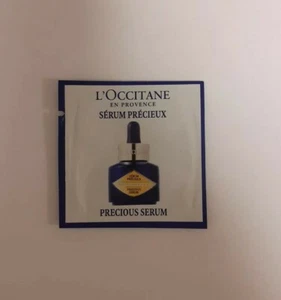 L'OCCITANE
EN PROVENCE
SÉRUM PRÉCIEUX
PRECIOUS SERUM